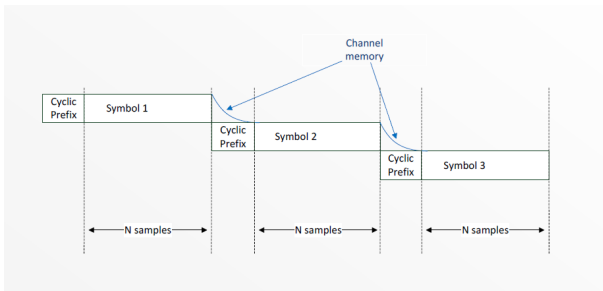 Channel
memory
Cyclic
Prefix
Symbol 1
Cyclic
Prefix
Symbol 2
Cyclic
Prefix
Symbol 3
N samples
N samples
N samples